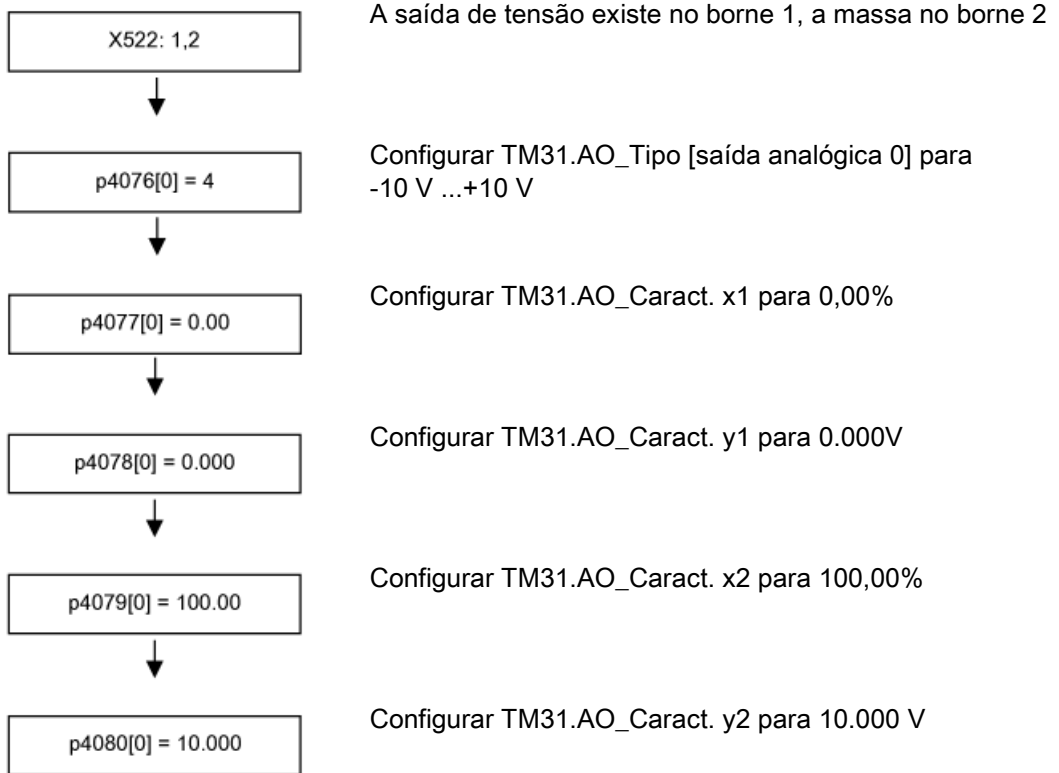 X522: 1,2
A saída de tensão existe no borne 1, a massa no borne 2
p4076[0] = 4
Configurar TM31.AO_Tipo [saída analógica 0] para
-10 V ...+10 V
p4077[0] = 0.00
Configurar TM31.AO_Caract. x1 para 0,00%
p4078[0] = 0.000
Configurar TM31.AO_Caract. y1 para 0.000V
p4079[0] = 100.00
Configurar TM31.AO_Caract. x2 para 100,00%
p4080[0] = 10.000
Configurar TM31.AO_Caract. y2 para 10.000 V